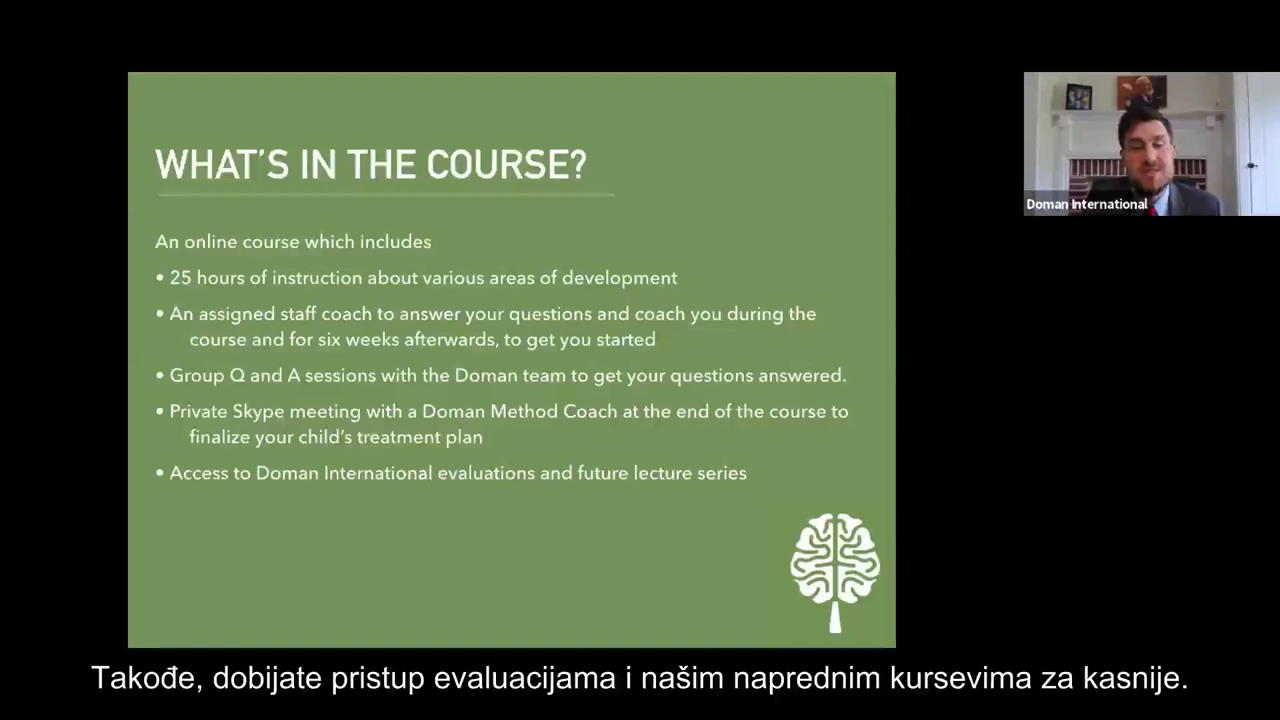 WHAT'S IN THE COURSE?
An online course which includes
• 25 hours of instruction about various areas of development
• An assigned staff coach to answer your questions and coach you during the
course and for six weeks afterwards, to get you started
• Group Q and A sessions with the Doman team to get your questions answered.
• Private Skype meeting with a Doman Method Coach at the end of the course to
finalize your child's treatment plan
• Access to Doman International evaluations and future lecture series
Doman International
Takođe, dobijate pristup evaluacijama i našim naprednim kursevima za kasnije.